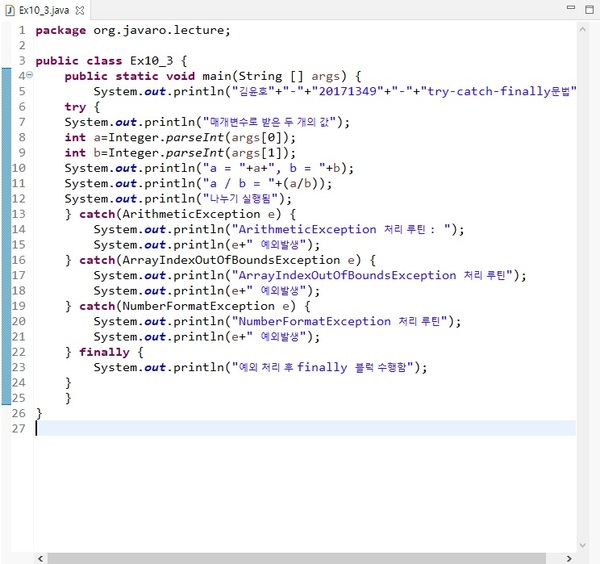 Ex10_3.java
1 package org.javaro.lecture;
2
3 public class Ex10_3 {
4 public static void main(String [] args) {
5 System.out.println("김윤호"+"-"+"20171349"+"-"+"try-catch-finally문법"
6 try {
7 System.out.println("매개변수로 받은 두 개의 값");
8 int a=Integer.parseInt(args[0]);
9 int b=Integer.parseInt(args[1]);
10 System.out.println("a = "+a+", b = "+b);
11 System.out.println("a / b = "+(a/b));
12 System.out.println("나누기 실행됨");
13 } catch(ArithmeticException e) {
14 System.out.println("ArithmeticException 처리 루틴 : ");
15 System.out.println(e+" 예외발생");
16 } catch(ArrayIndexOutOfBoundsException e) {
17 System.out.println("ArrayIndexOutOfBoundsException 처리 루틴");
18 System.out.println(e+" 예외발생");
19 } catch(NumberFormatException e) {
20 System.out.println("NumberFormatException 처리 루틴");
21 System.out.println(e+" 예외발생");
22 } finally {
23 System.out.println("예외 처리 후 finally 블럭 수행함");
24 }
25 }
26 }
27